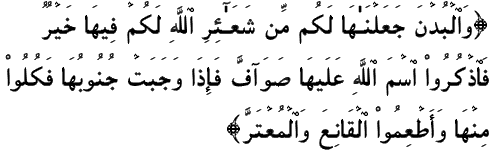 ﴿وَٱلْبُدْنَ جَعَلْنَـٰهَا لَكُم مِّن شَعَـٰٓئِرِ ٱللَّهِ لَكُمْ فِيهَا خَيْرٌۖ
فَٱذْكُرُوا۟ ٱسْمَ ٱللَّهِ عَلَيْهَا صَوَآفَّۖ فَإِذَا وَجَبَتْ جُنُوبُهَا فَكُلُوا۟
مِنْهَا وَأَطْعِمُوا۟ ٱلْقَانِعَ وَٱلْمُعْتَرَّۚ﴾